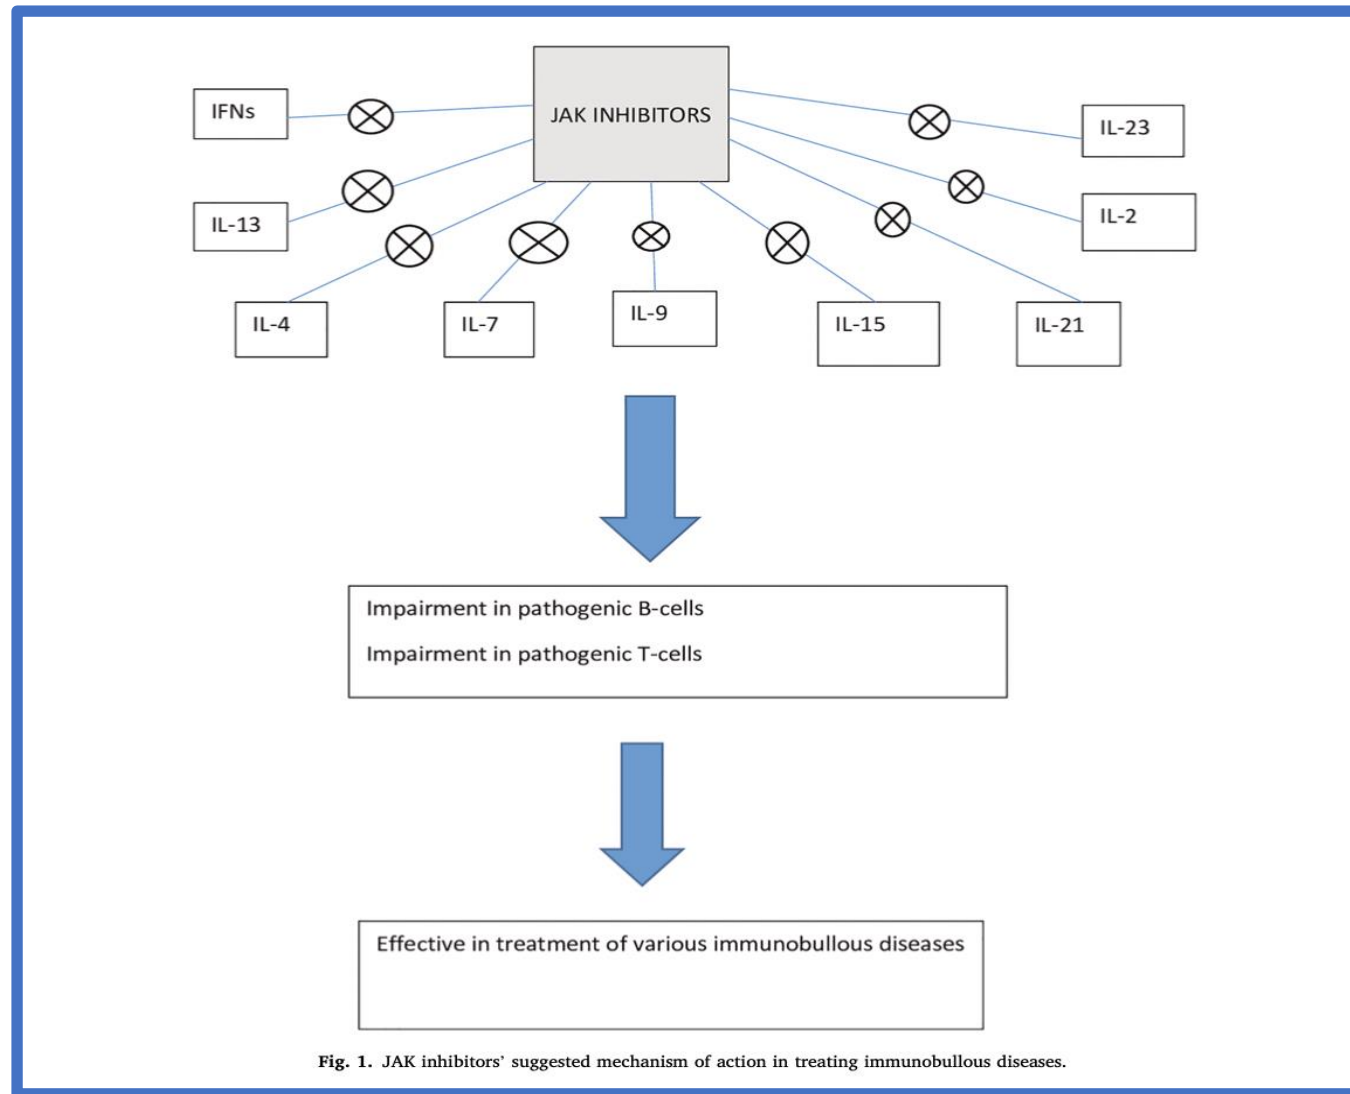 JAK INHIBITORS
IFNs
IL-23
IL-13
IL-2
IL-4
IL-7
IL-9
IL-15
IL-21
Impairment in pathogenic B-cells
Impairment in pathogenic T-cells
Effective in treatment of various immunobullous diseases
Fig. 1. JAK inhibitors’ suggested mechanism of action in treating immunobullous diseases.